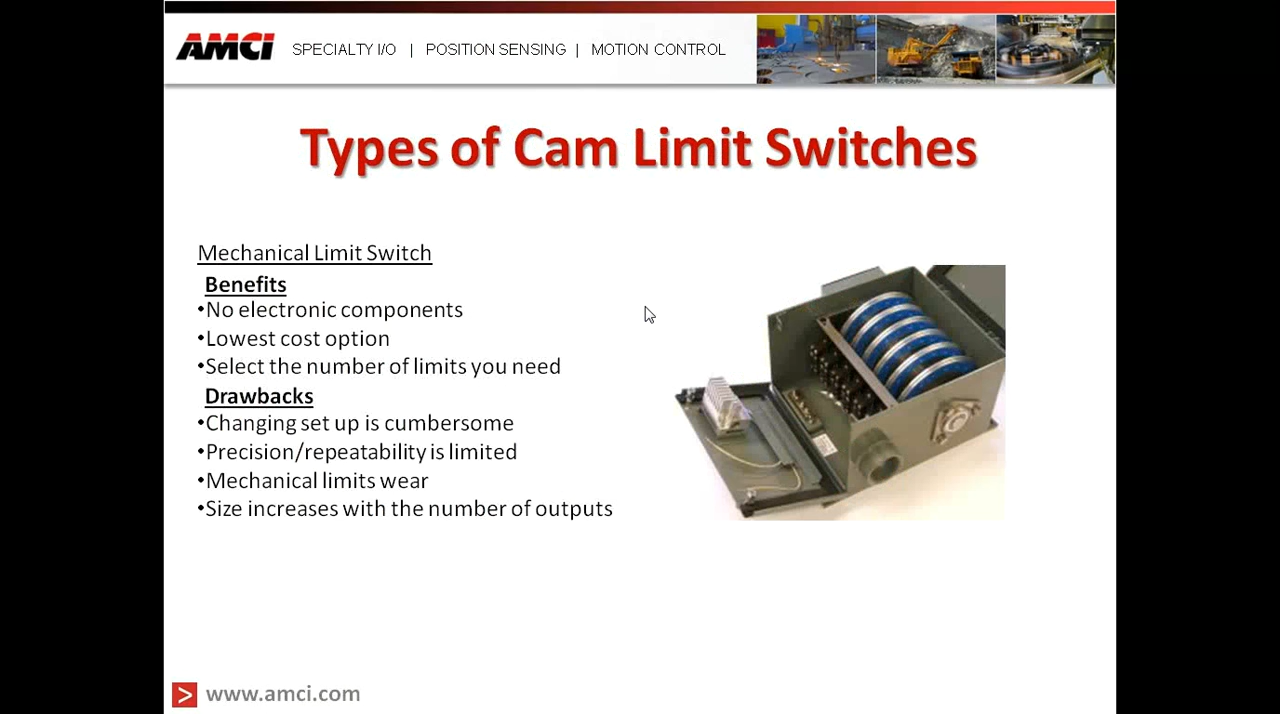 AMCI SPECIALTY I/O | POSITION SENSING | MOTION CONTROL
Types of Cam Limit Switches
Mechanical Limit Switch
Benefits
•No electronic components
•Lowest cost option
•Select the number of limits you need
Drawbacks
•Changing set up is cumbersome
•Precision/repeatability is limited
•Mechanical limits wear
•Size increases with the number of outputs
> www.amci.com